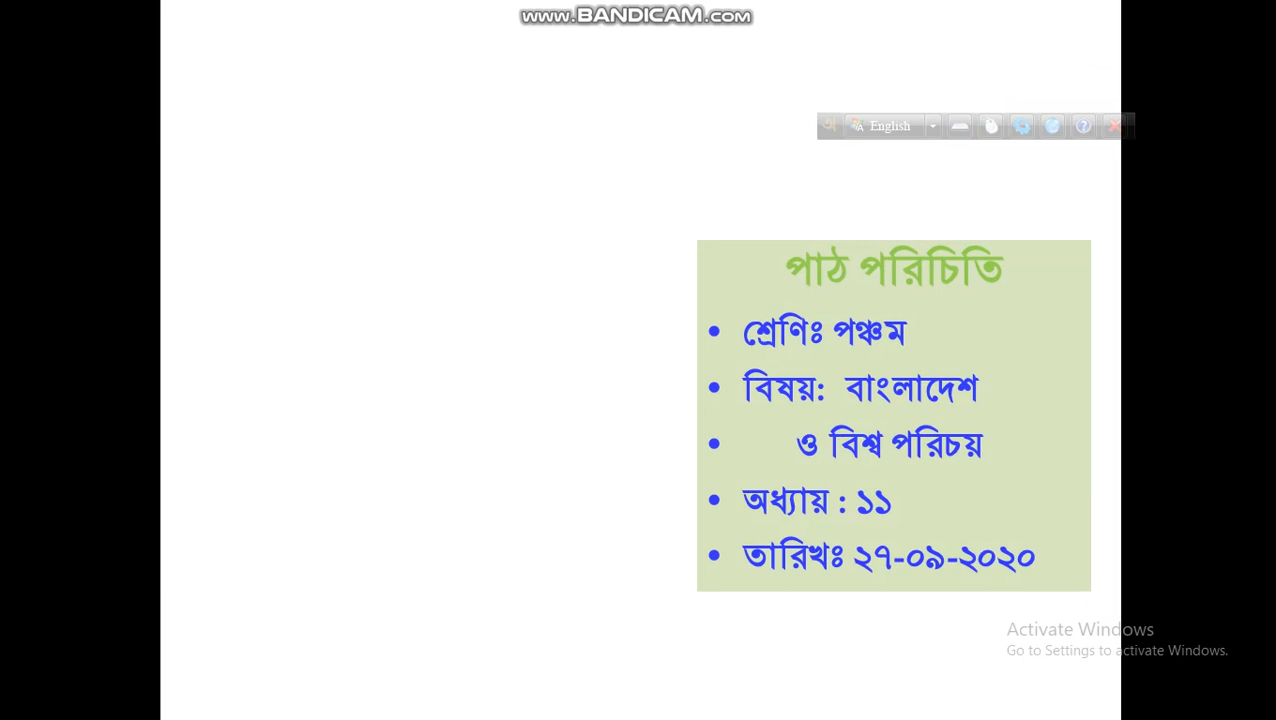 www.BANDICAM.com
English
পাঠ পরিচিতি
• শ্রেণিঃ পঞ্চম
• বিষয়: বাংলাদেশ
• ও বিশ্ব পরিচয়
• অধ্যায় : ১১
• তারিখঃ ২৭-০৯-২০২০
Activate Windows
Go to Settings to activate Windows.